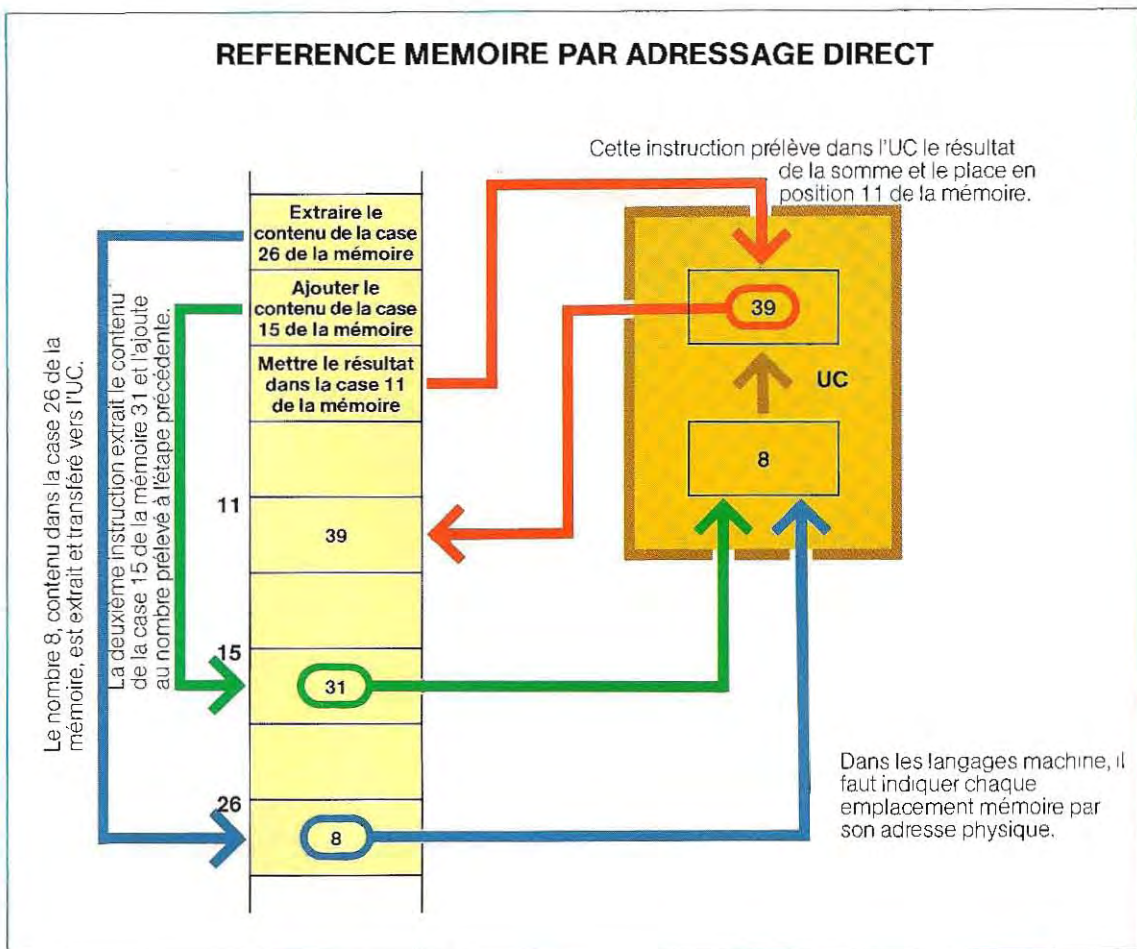 REFERENCE MEMOIRE PAR ADRESSAGE DIRECT
Cette instruction prélève dans l'UC le résultat
de la somme et le place en
position 11 de la mémoire.
Extraire le
contenu de la case
26 de la mémoire
Ajouter le
contenu de la case
15 de la mémoire
Mettre le résultat
dans la case 11
de la mémoire
Le nombre 8, contenu dans la case 26 de la
mémoire, est extrait et transféré vers l'UC.
La deuxième instruction extrait le contenu
de la case 15 de la mémoire 31 et l'ajoute
au nombre prélevé à l'étape précédente.
39
UC
8
11
39
15
31
26
8
Dans les langages machine, il
faut indiquer chaque
emplacement mémoire par
son adresse physique.